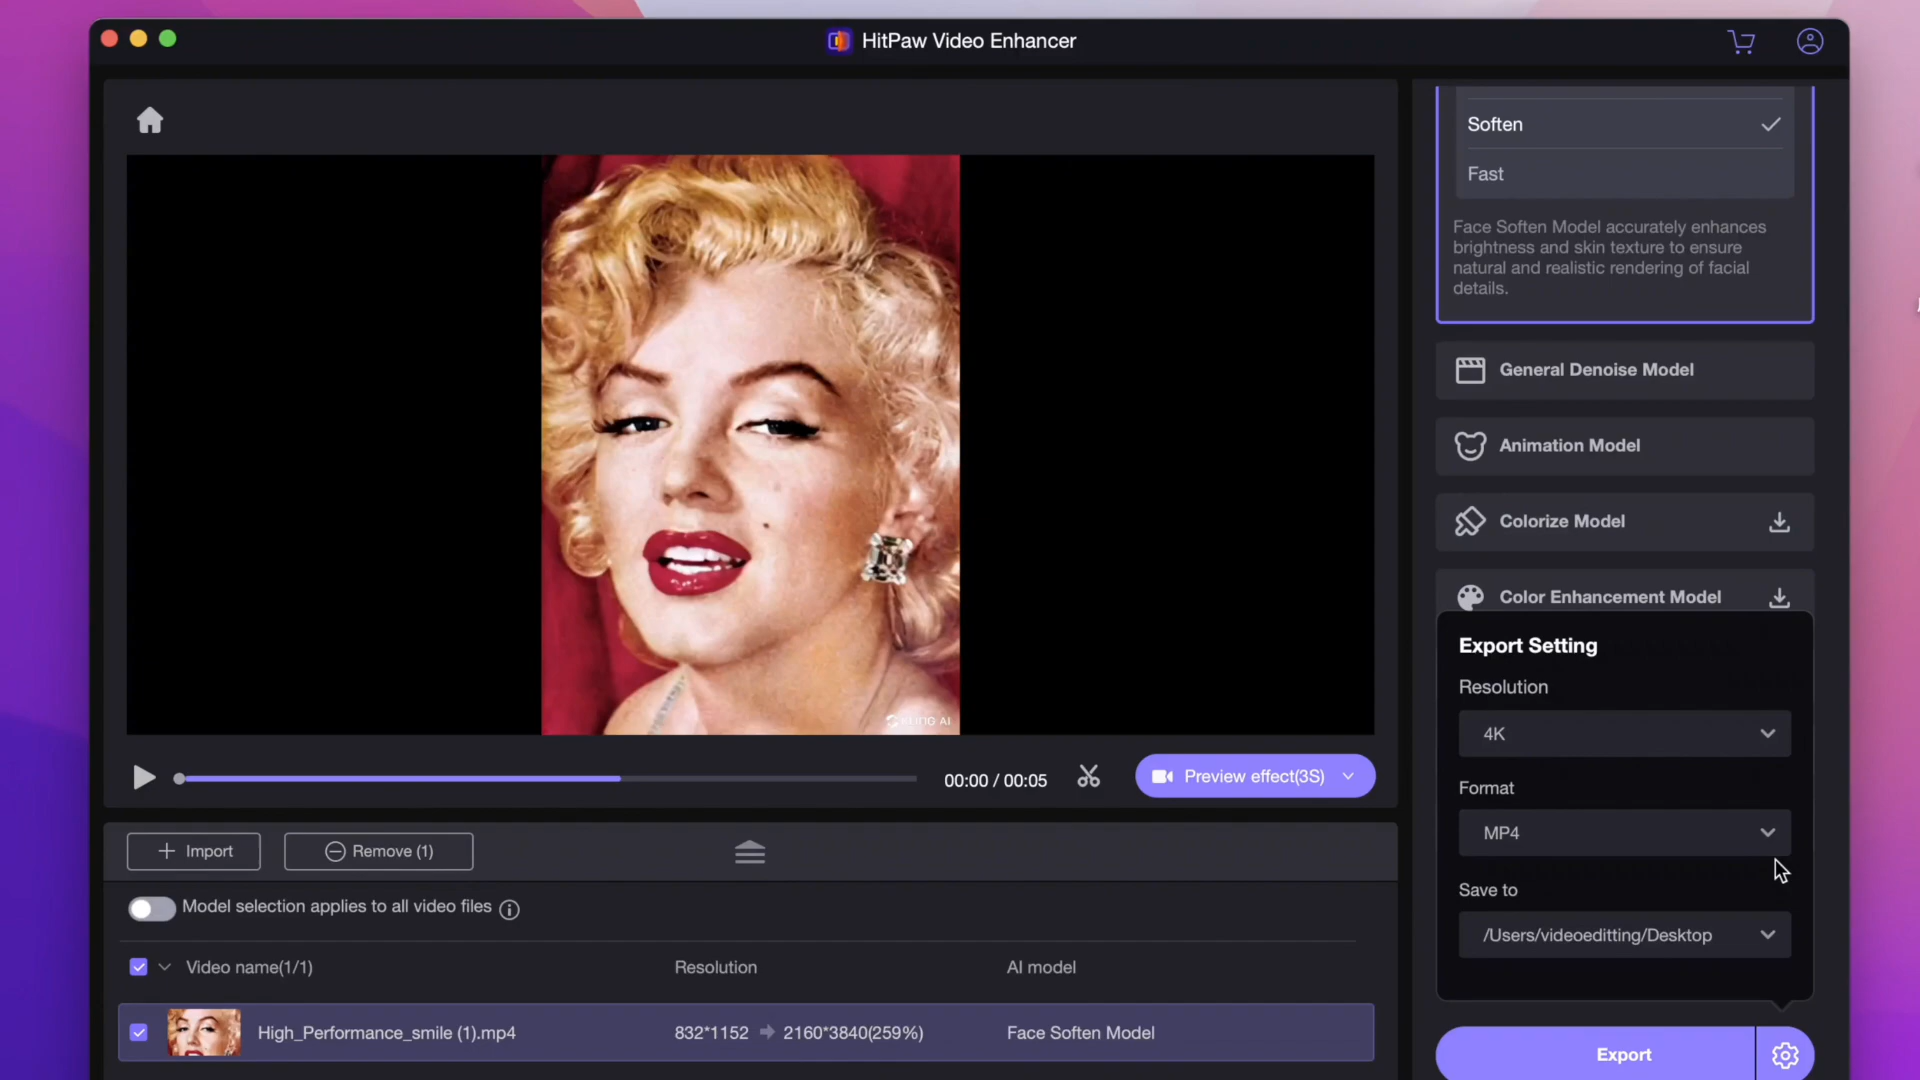 HitPaw Video Enhancer
Soften
Fast
Face Soften Model accurately enhances
brightness and skin texture to ensure
natural and realistic rendering of facial
details.
General Denoise Model
Animation Model
Colorize Model
Color Enhancement Model
Export Setting
Resolution
4K
Format
MP4
Save to
/Users/videoeditting/Desktop
Export
KLING AI
00:00 / 00:05
Preview effect(3S)
Import
Remove (1)
Model selection applies to all video files
Video name(1/1)
Resolution
AI model
High_Performance_smile (1).mp4
832*1152
2160*3840(259%)
Face Soften Model